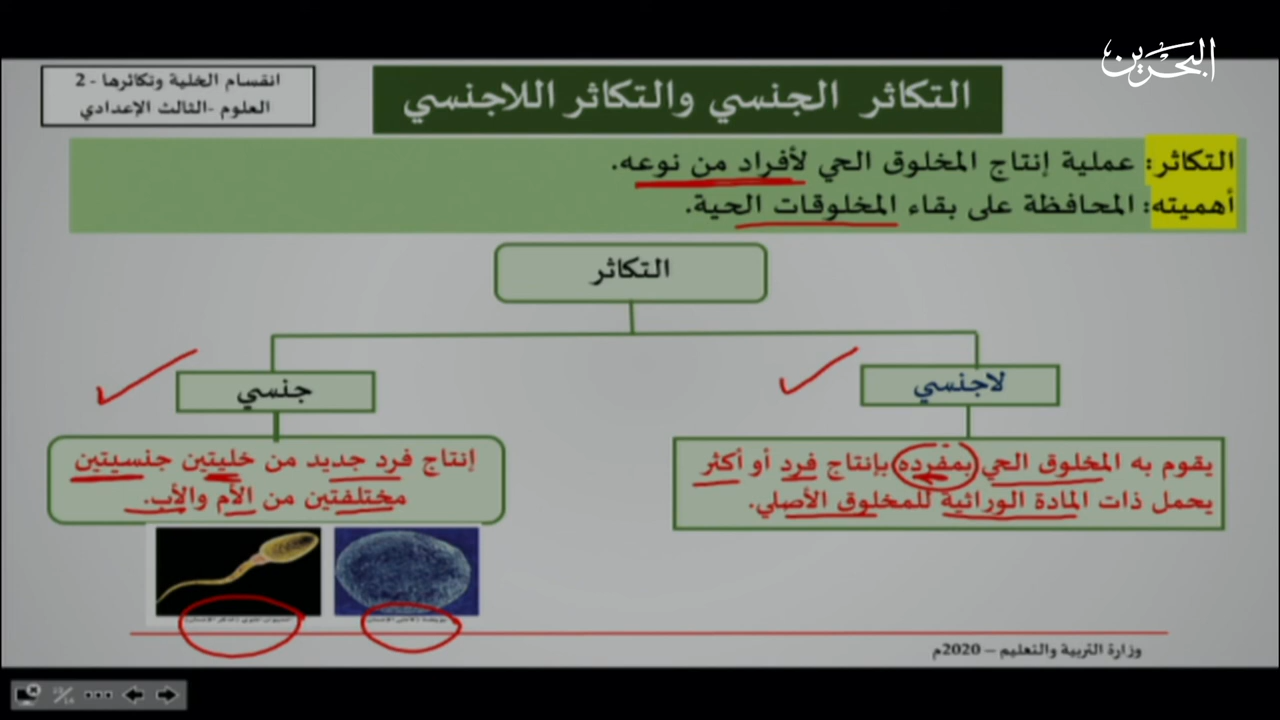 البحرين
انقسام الخلية وتكاثرها - 2
العلوم -الثالث الإعدادي
التكاثر الجنسي والتكاثر اللاجنسي
التكاثر: عملية إنتاج المخلوق الحي لأفراد من نوعه.
أهميته: المحافظة على بقاء المخلوقات الحية.
التكاثر
لاجنسي
جنسي
يقوم به المخلوق الحي بمفرده بإنتاج فرد أو أكثر
يحمل ذات المادة الوراثية للمخلوق الأصلي.
إنتاج فرد جديد من خليتين جنسيتين
مختلفتين من الأم والأب.
وزارة التربية والتعليم – 2020م